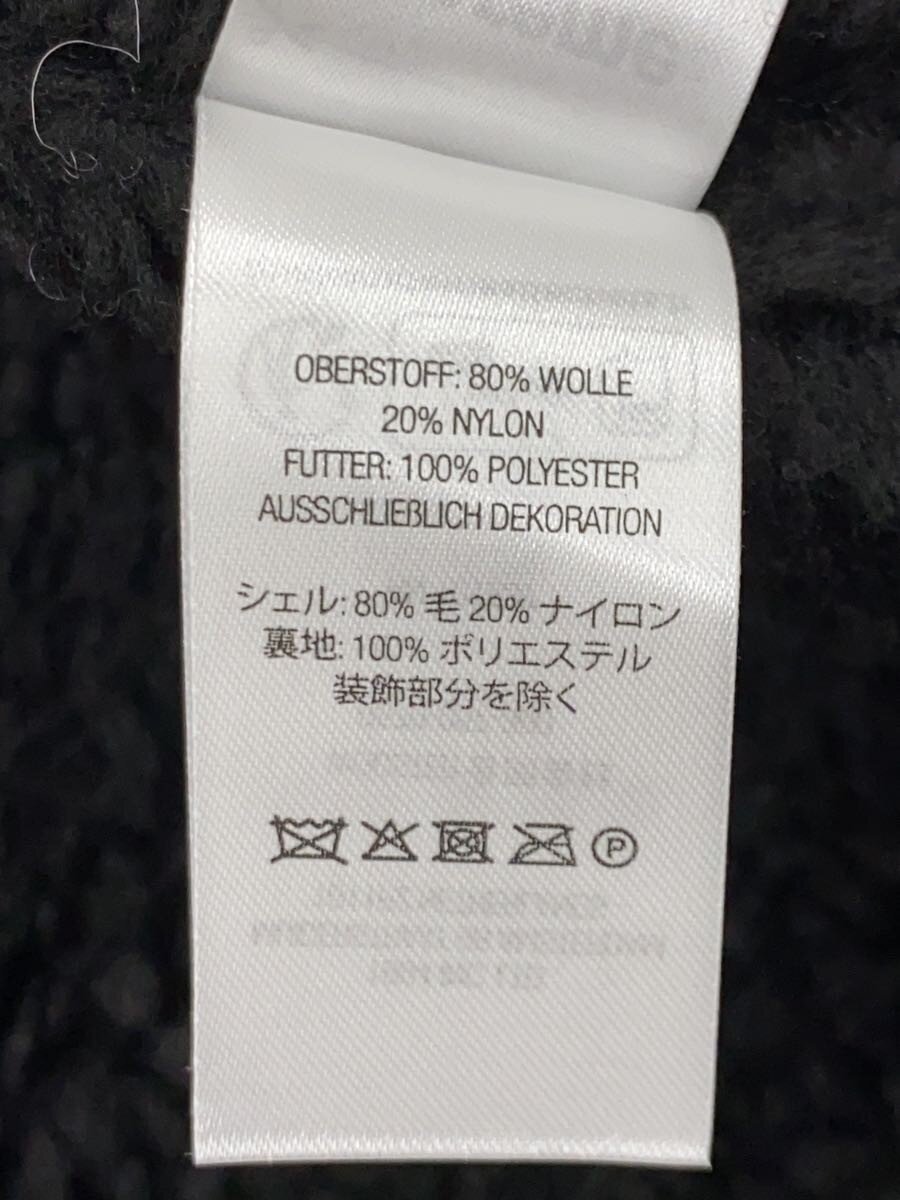 OBERSTOFF: 80% WOLLE
20% NYLON
FUTTER: 100% POLYESTER
AUSSCHLIEßLICH DEKORATION
シェル: 80% 毛 20% ナイロン
裏地: 100% ポリエステル
装飾部分を除く
P